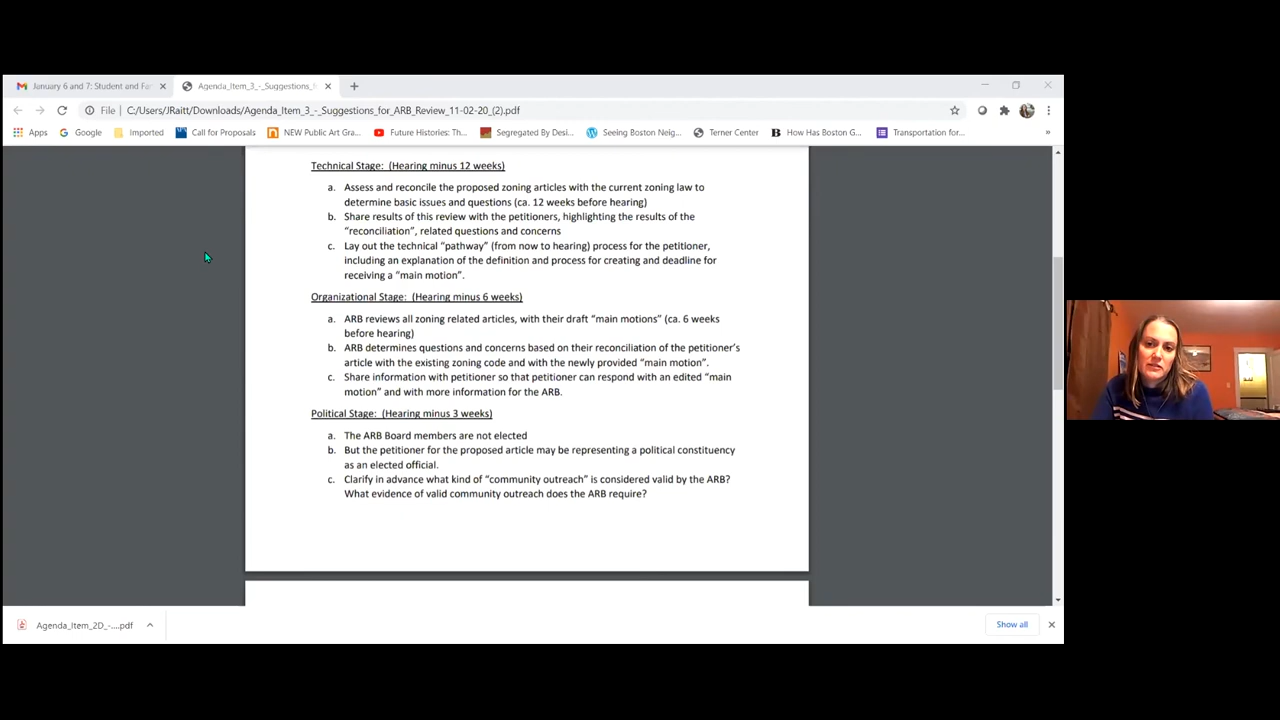 January 6 and 7: Student and Fa
Agenda_Item_3_-_Suggestions_f
File | C:/Users/JRaitt/Downloads/Agenda_Item_3_-_Suggestions_for_ARB_Review_11-02-20_(2).pdf
Apps Google Imported Call for Proposals NEW Public Art Gra... Future Histories: Th... Segregated By Desi... Seeing Boston Neig... Terner Center How Has Boston G... Transportation for... »
Technical Stage: (Hearing minus 12 weeks)
a. Assess and reconcile the proposed zoning articles with the current zoning law to
determine basic issues and questions (ca. 12 weeks before hearing)
b. Share results of this review with the petitioners, highlighting the results of the
“reconciliation”, related questions and concerns
c. Lay out the technical “pathway” (from now to hearing) process for the petitioner,
including an explanation of the definition and process for creating and deadline for
receiving a “main motion”.
Organizational Stage: (Hearing minus 6 weeks)
a. ARB reviews all zoning related articles, with their draft “main motions” (ca. 6 weeks
before hearing)
b. ARB determines questions and concerns based on their reconciliation of the petitioner’s
article with the existing zoning code and with the newly provided “main motion”.
c. Share information with petitioner so that petitioner can respond with an edited “main
motion” and with more information for the ARB.
Political Stage: (Hearing minus 3 weeks)
a. The ARB Board members are not elected
b. But the petitioner for the proposed article may be representing a political constituency
as an elected official.
c. Clarify in advance what kind of “community outreach” is considered valid by the ARB?
What evidence of valid community outreach does the ARB require?
Agenda_Item_2D_-....pdf
Show all